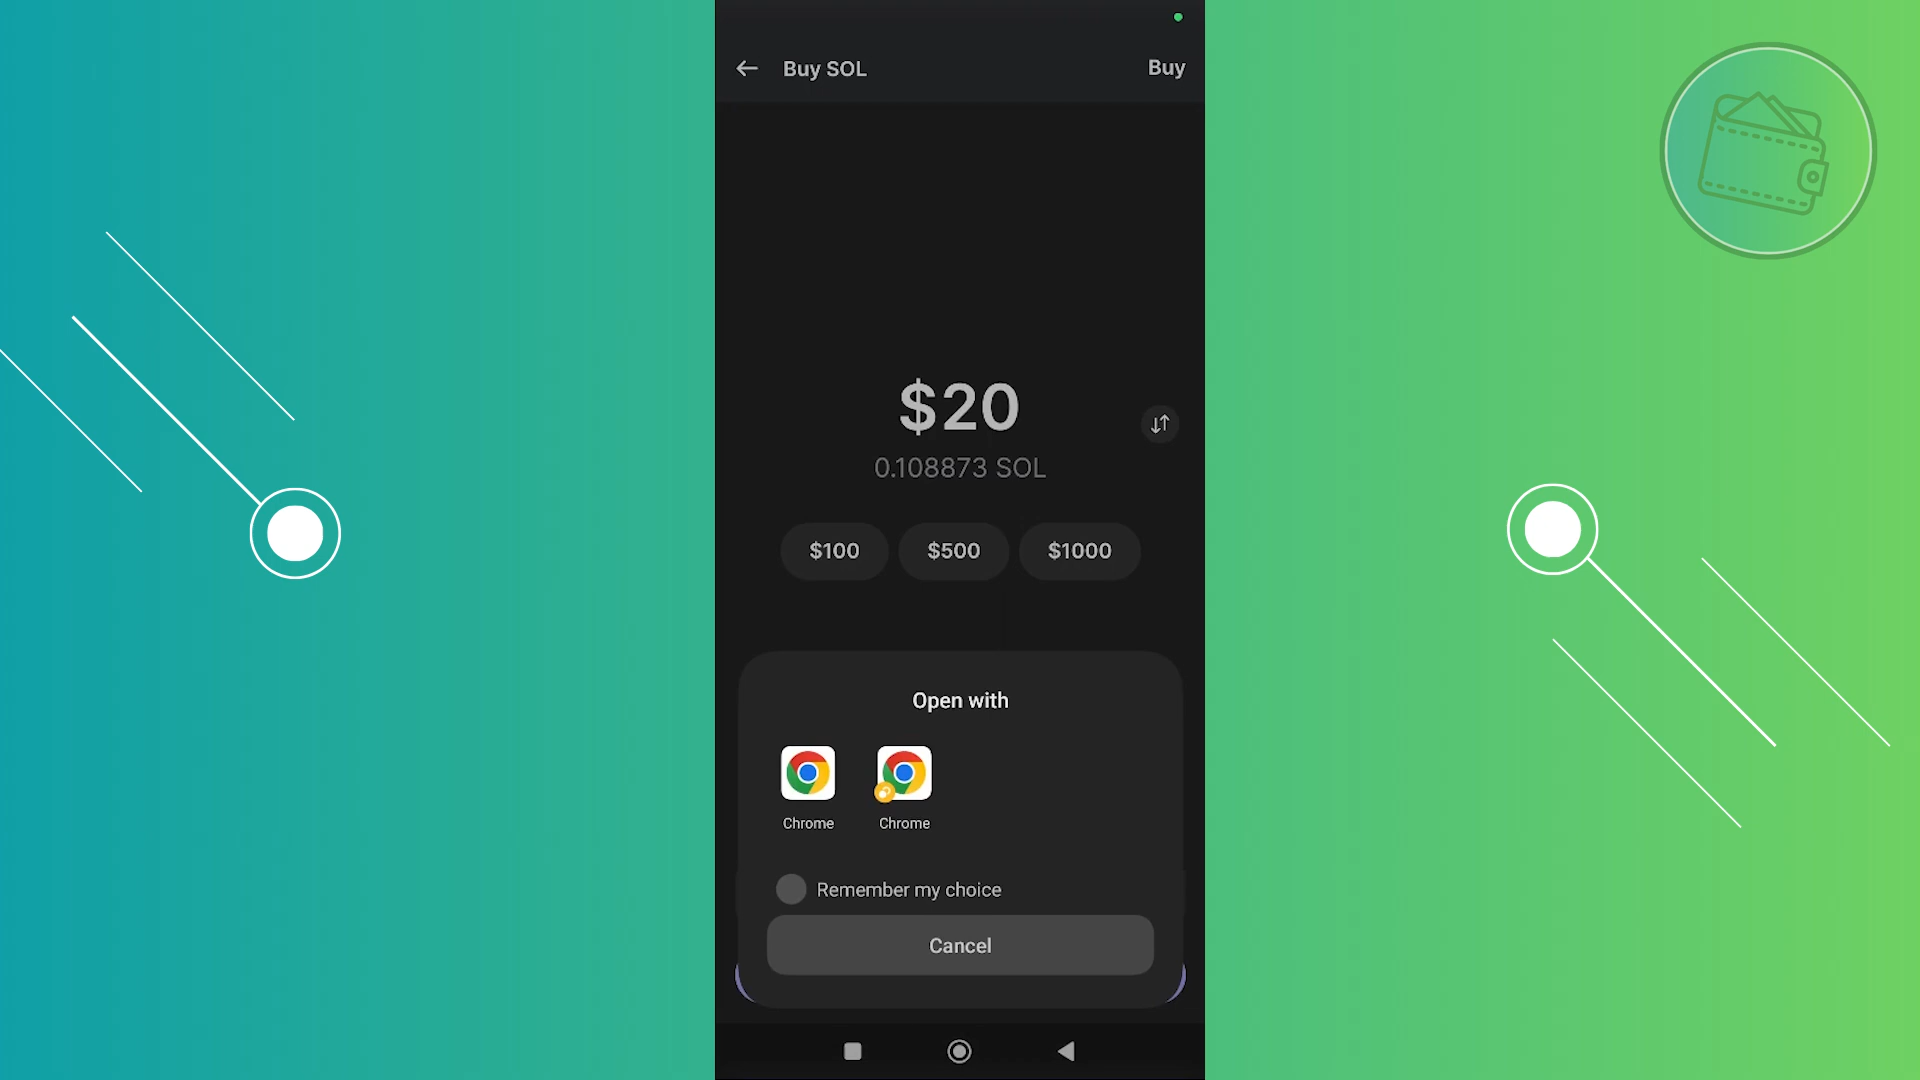 Buy SOL
Buy
$20
0.108873 SOL
$100 $500 $1000
Open with
Chrome Chrome
Remember my choice
Cancel